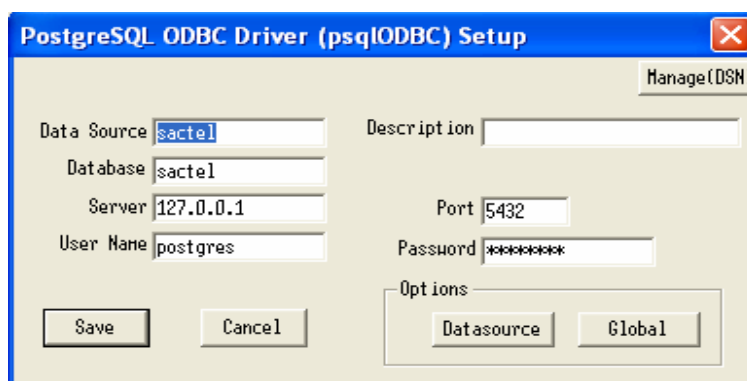 PostgreSQL ODBC Driver (psqlODBC) Setup
Manage(DSN
Data Source sactel
Description
Database sactel
Server 127.0.0.1
Port 5432
User Name postgres
Password ********
Options
Save
Cancel
Datasource
Global